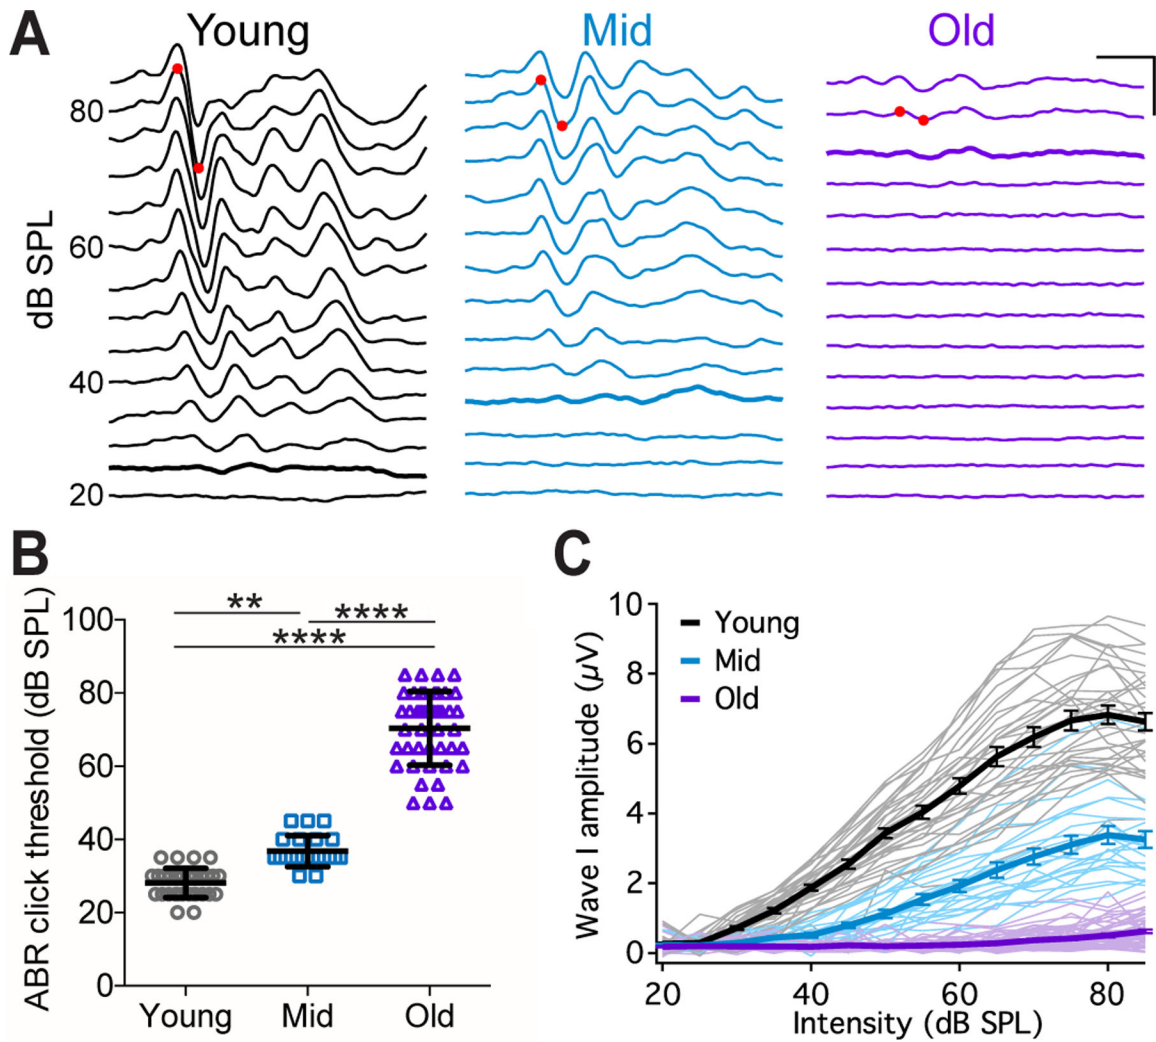 A
Young
Mid
Old
80
60
40
20
dB SPL
B
ABR click threshold (dB SPL)
100
80
60
40
20
0
**
****
****
Young
Mid
Old
C
Wave I amplitude (µV)
10
8
6
4
2
0
Young
Mid
Old
20
40
60
80
Intensity (dB SPL)